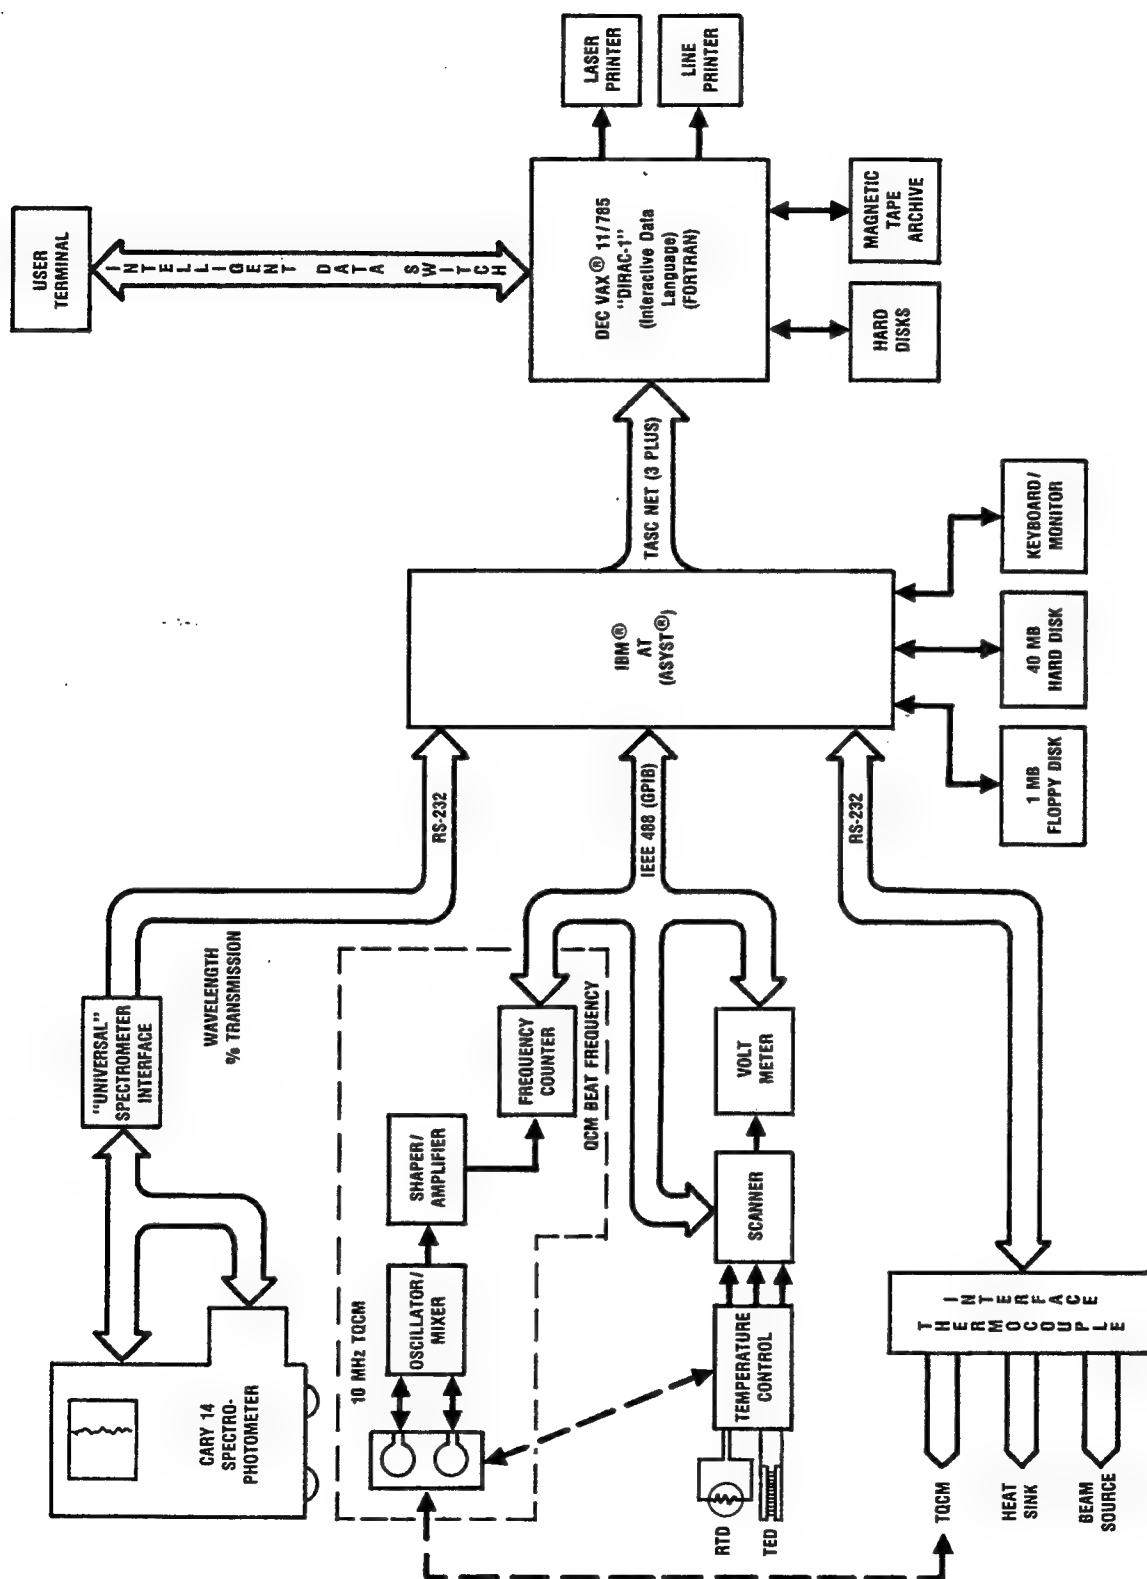 CARY 14
SPECTRO-
PHOTOMETER
"UNIVERSAL"
SPECTROMETER
INTERFACE
WAVELENGTH
% TRANSMISSION
RS-232
USER
TERMINAL
INTELLIGENT DATA SWITCH
10 MHz TQCM
OSCILLATOR/
MIXER
SHAPER/
AMPLIFIER
FREQUENCY
COUNTER
QCM BEAT FREQUENCY
IEEE 488 (GPIB)
IBM®
AT
(ASYST®)
TASC NET (3 PLUS)
DEC VAX® 11/785
"DIRAC-1"
(Interactive Data
Language)
(FORTRAN)
LASER
PRINTER
LINE
PRINTER
RTD
TED
TEMPERATURE
CONTROL
SCANNER
VOLT
METER
RS-232
HARD
DISKS
MAGNETIC
TAPE
ARCHIVE
TQCM
HEAT
SINK
BEAM
SOURCE
THERMOCOUPLE
INTERFACE
1 MB
FLOPPY DISK
40 MB
HARD DISK
KEYBOARD/
MONITOR